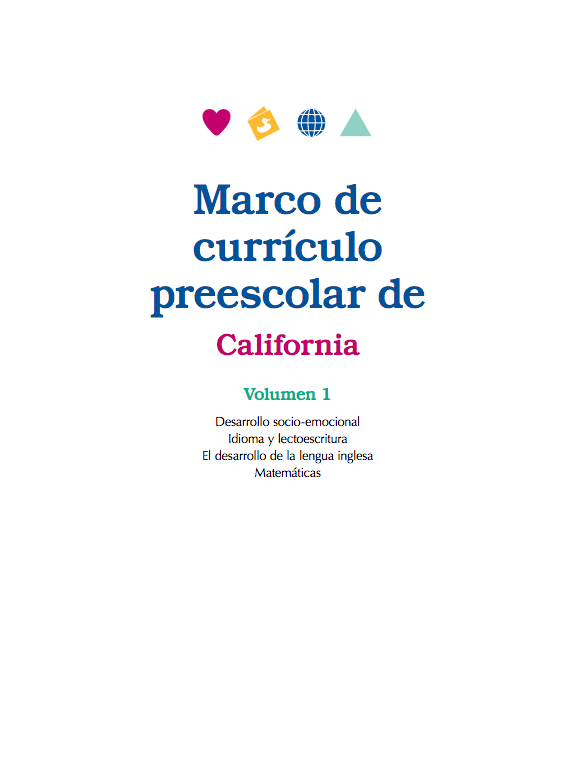 Marco de
currículo
preescolar de
California
Volumen 1
Desarrollo socio-emocional
Idioma y lectoescritura
El desarrollo de la lengua inglesa
Matemáticas